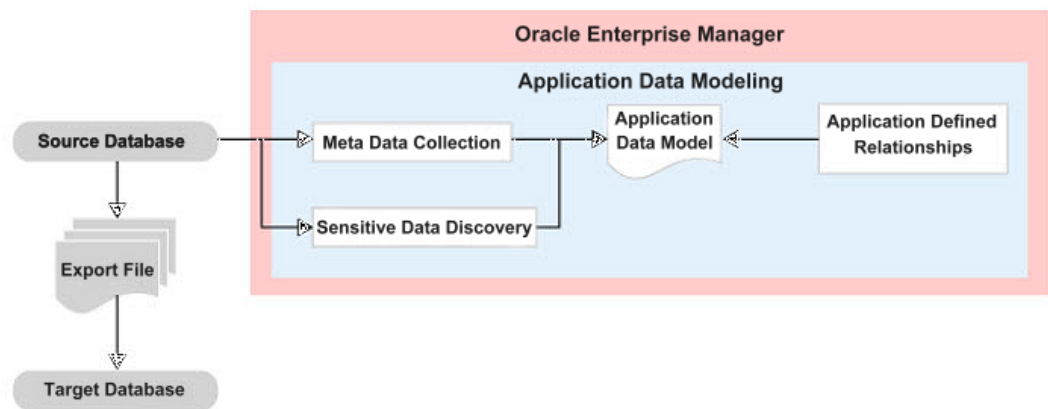 Oracle Enterprise Manager
Application Data Modeling
Source Database
Meta Data Collection
Application
Data Model
Application Defined
Relationships
Sensitive Data Discovery
Export File
Target Database